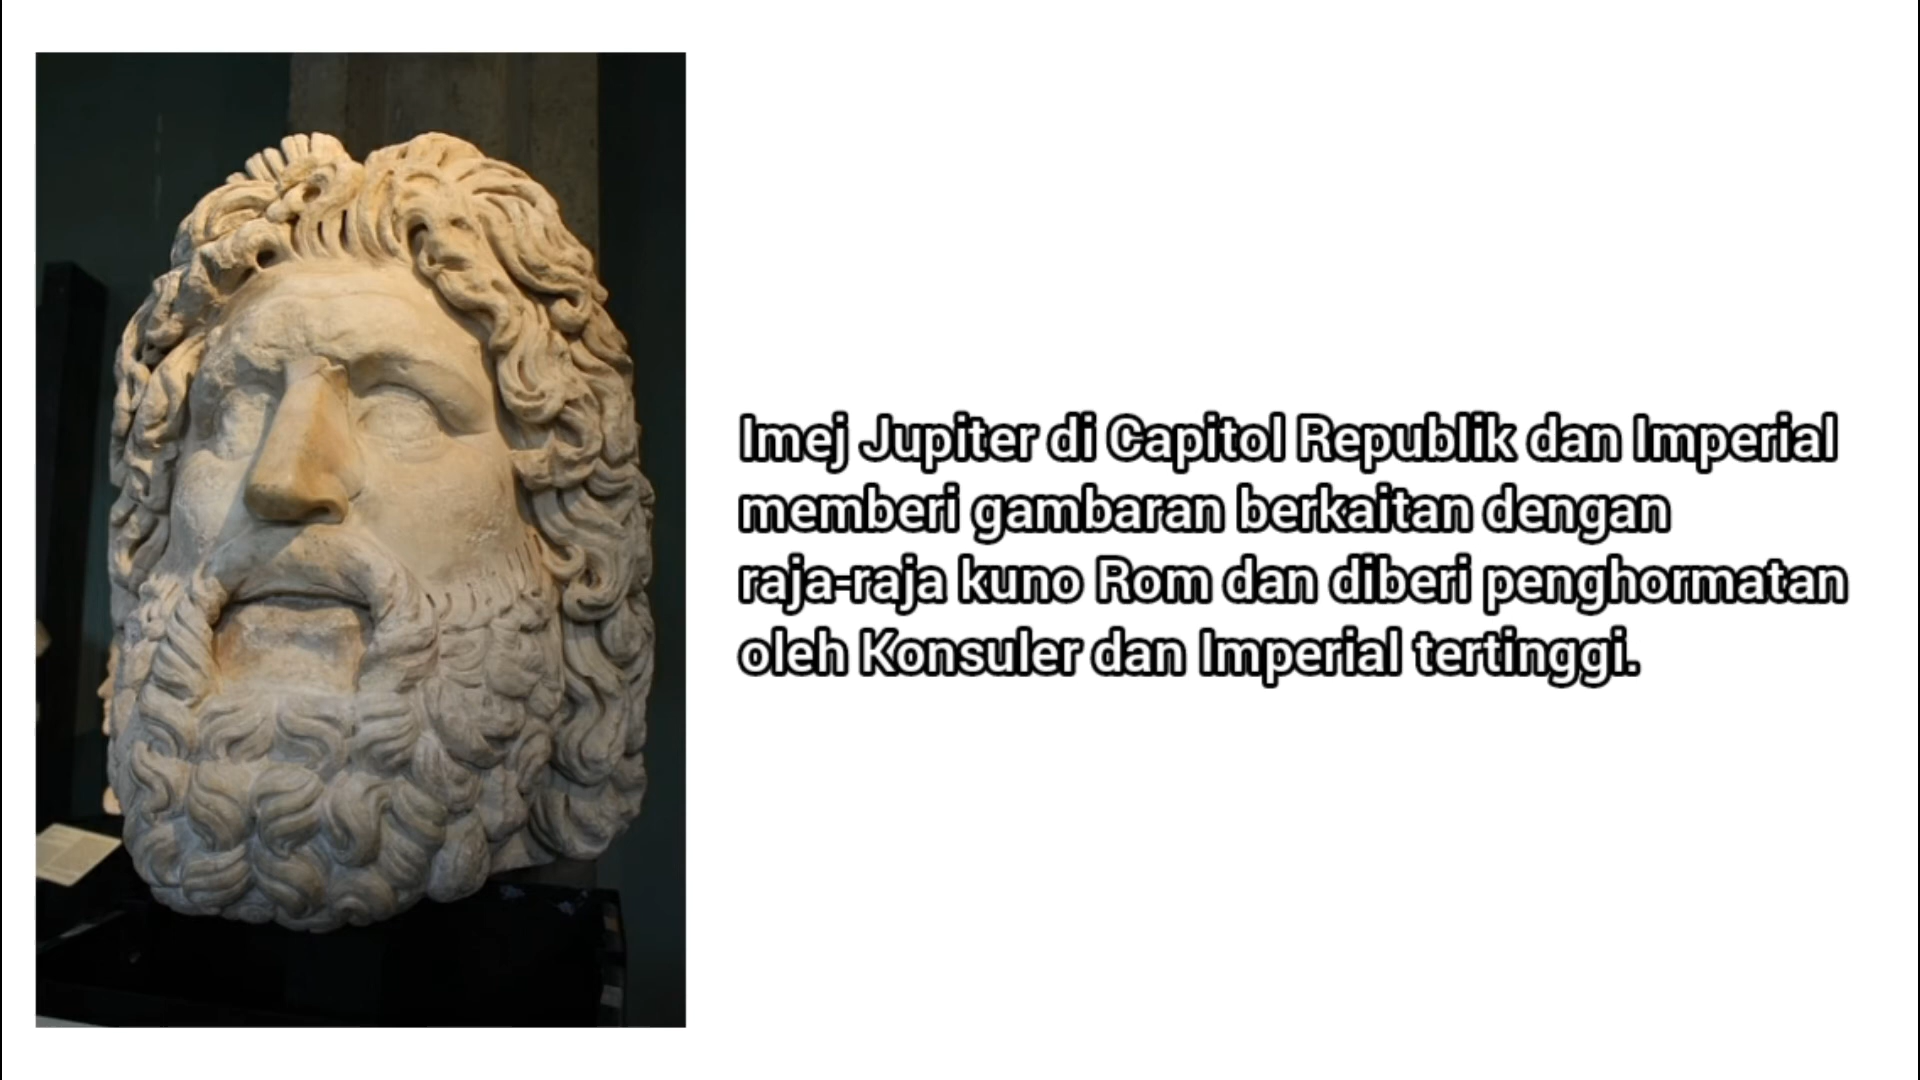 Imej Jupiter di Capitol Republik dan Imperial
memberi gambaran berkaitan dengan
raja-raja kuno Rom dan diberi penghormatan
oleh Konsuler dan Imperial tertinggi.